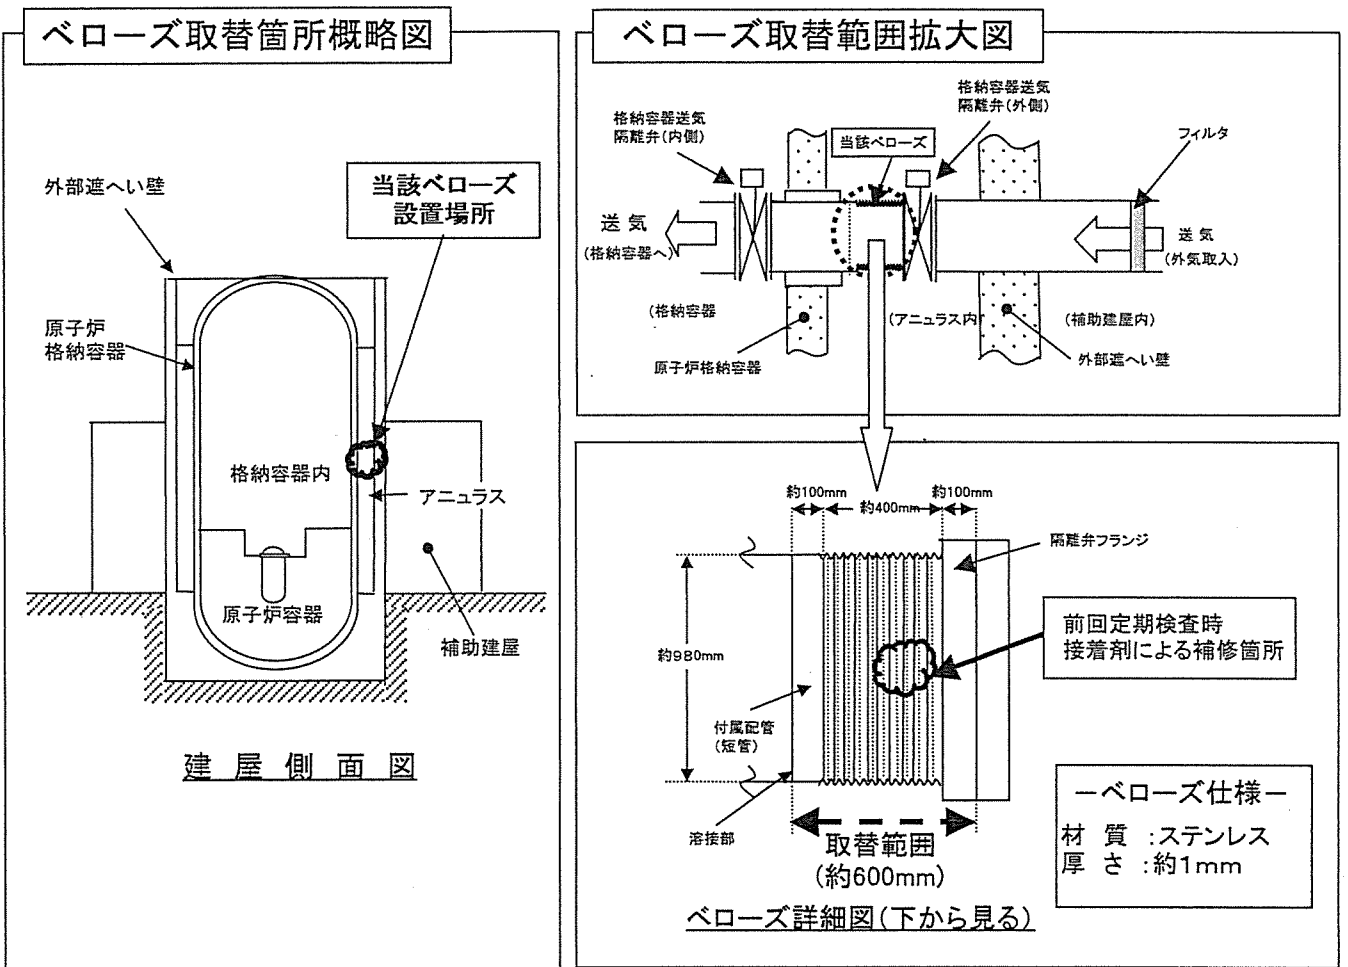 ベローズ取替箇所概略図
外部遮へい壁
当該ベローズ
設置場所
原子炉
格納容器
格納容器内
アニュラス
原子炉容器
補助建屋
建屋側面図
ベローズ取替範囲拡大図
格納容器送気
隔離弁(内側)
格納容器送気
隔離弁(外側)
当該ベローズ
フィルタ
送気
(格納容器へ)
送気
(外気取入)
(格納容器
(アニュラス内)
(補助建屋内)
原子炉格納容器
外部遮へい壁
約100mm
約400mm
約100mm
隔離弁フランジ
約980mm
前回定期検査時
接着剤による補修箇所
付属配管
(短管)
溶接部
取替範囲
(約600mm)
ベローズ詳細図(下から見る)
-ベローズ仕様-
材 質 :ステンレス
厚 さ :約1mm